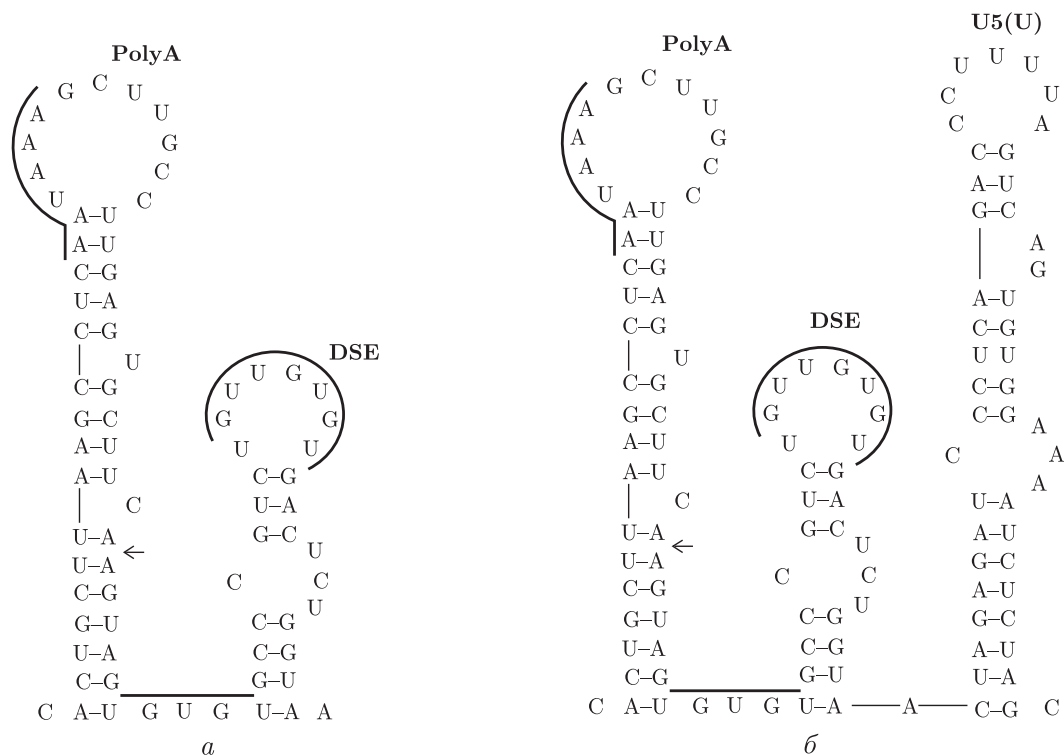 PolyA
G C U
A U
A G
A C
U C
A–U
A–U
C–G
U–A
C–G
U
C–G
G–C
A–U
A–U
C
U–A
U–A
C–G
G–U
U–A
C–G
DSE
U U G
U U
G G
U U
C–G
U–A
G–C
U
C C
U
C–G
C–G
G–U
C A–U G U G U–A A
а
PolyA
G C U
A U
A G
A C
U C
A–U
A–U
C–G
U–A
C–G
U
C–G
G–C
A–U
A–U
C
U–A
U–A
C–G
G–U
U–A
C–G
DSE
U U G
U U
G G
U U
C–G
U–A
G–C
U
C C
U
C–G
C–G
G–U
U5(U)
U U U
C U
C A
C–G
A–U
G–C
A
G
A–U
C–G
U–U
C–G
C–G
A
C A
A
U–A
A–U
G–C
A–U
G–C
A–U
U–A
C A–U G U G U–A — A — C–G C
б